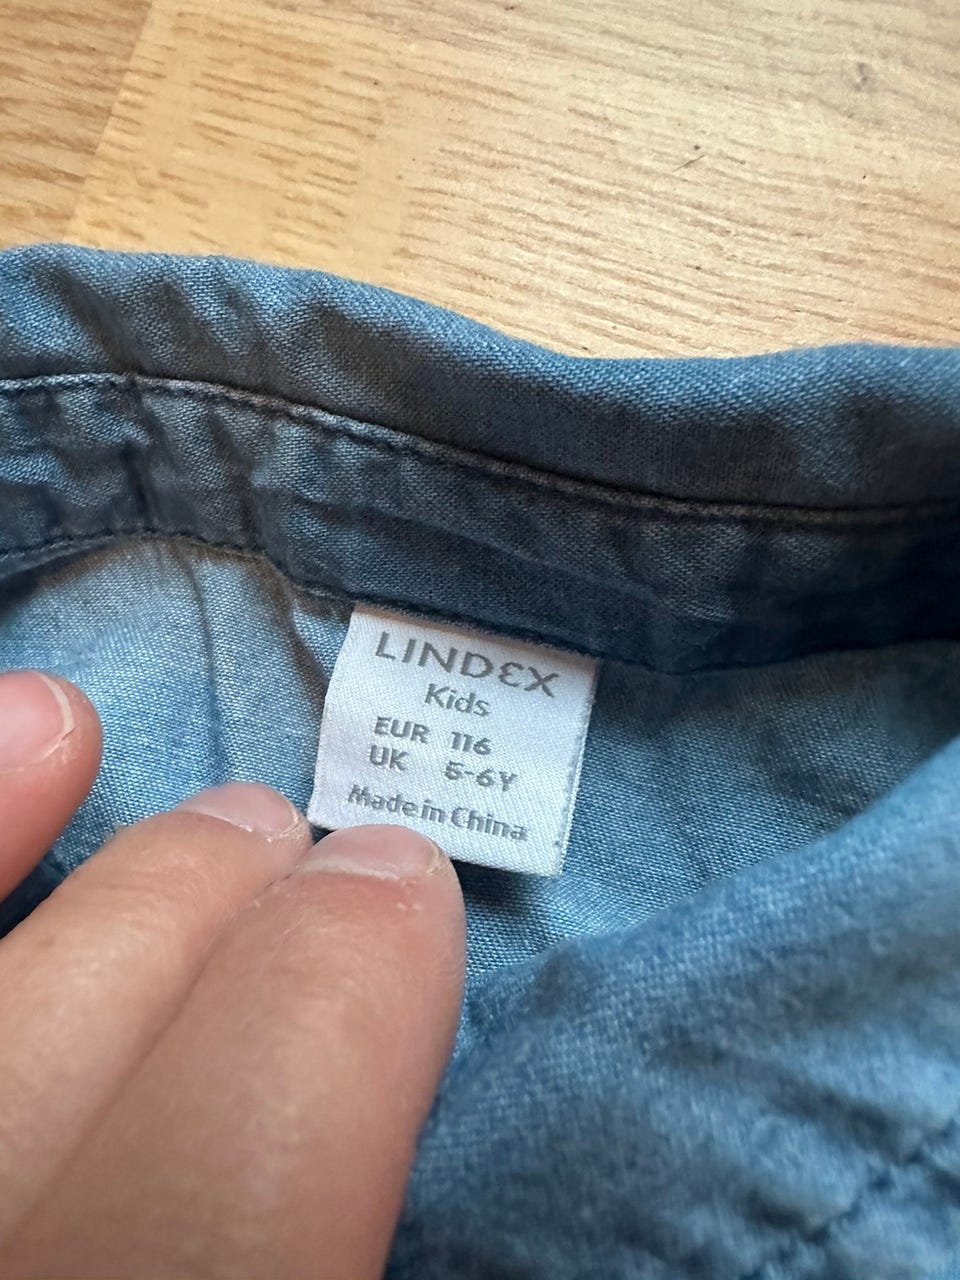 LINDEX
Kids
EUR 116
UK 5-6Y
Made in China